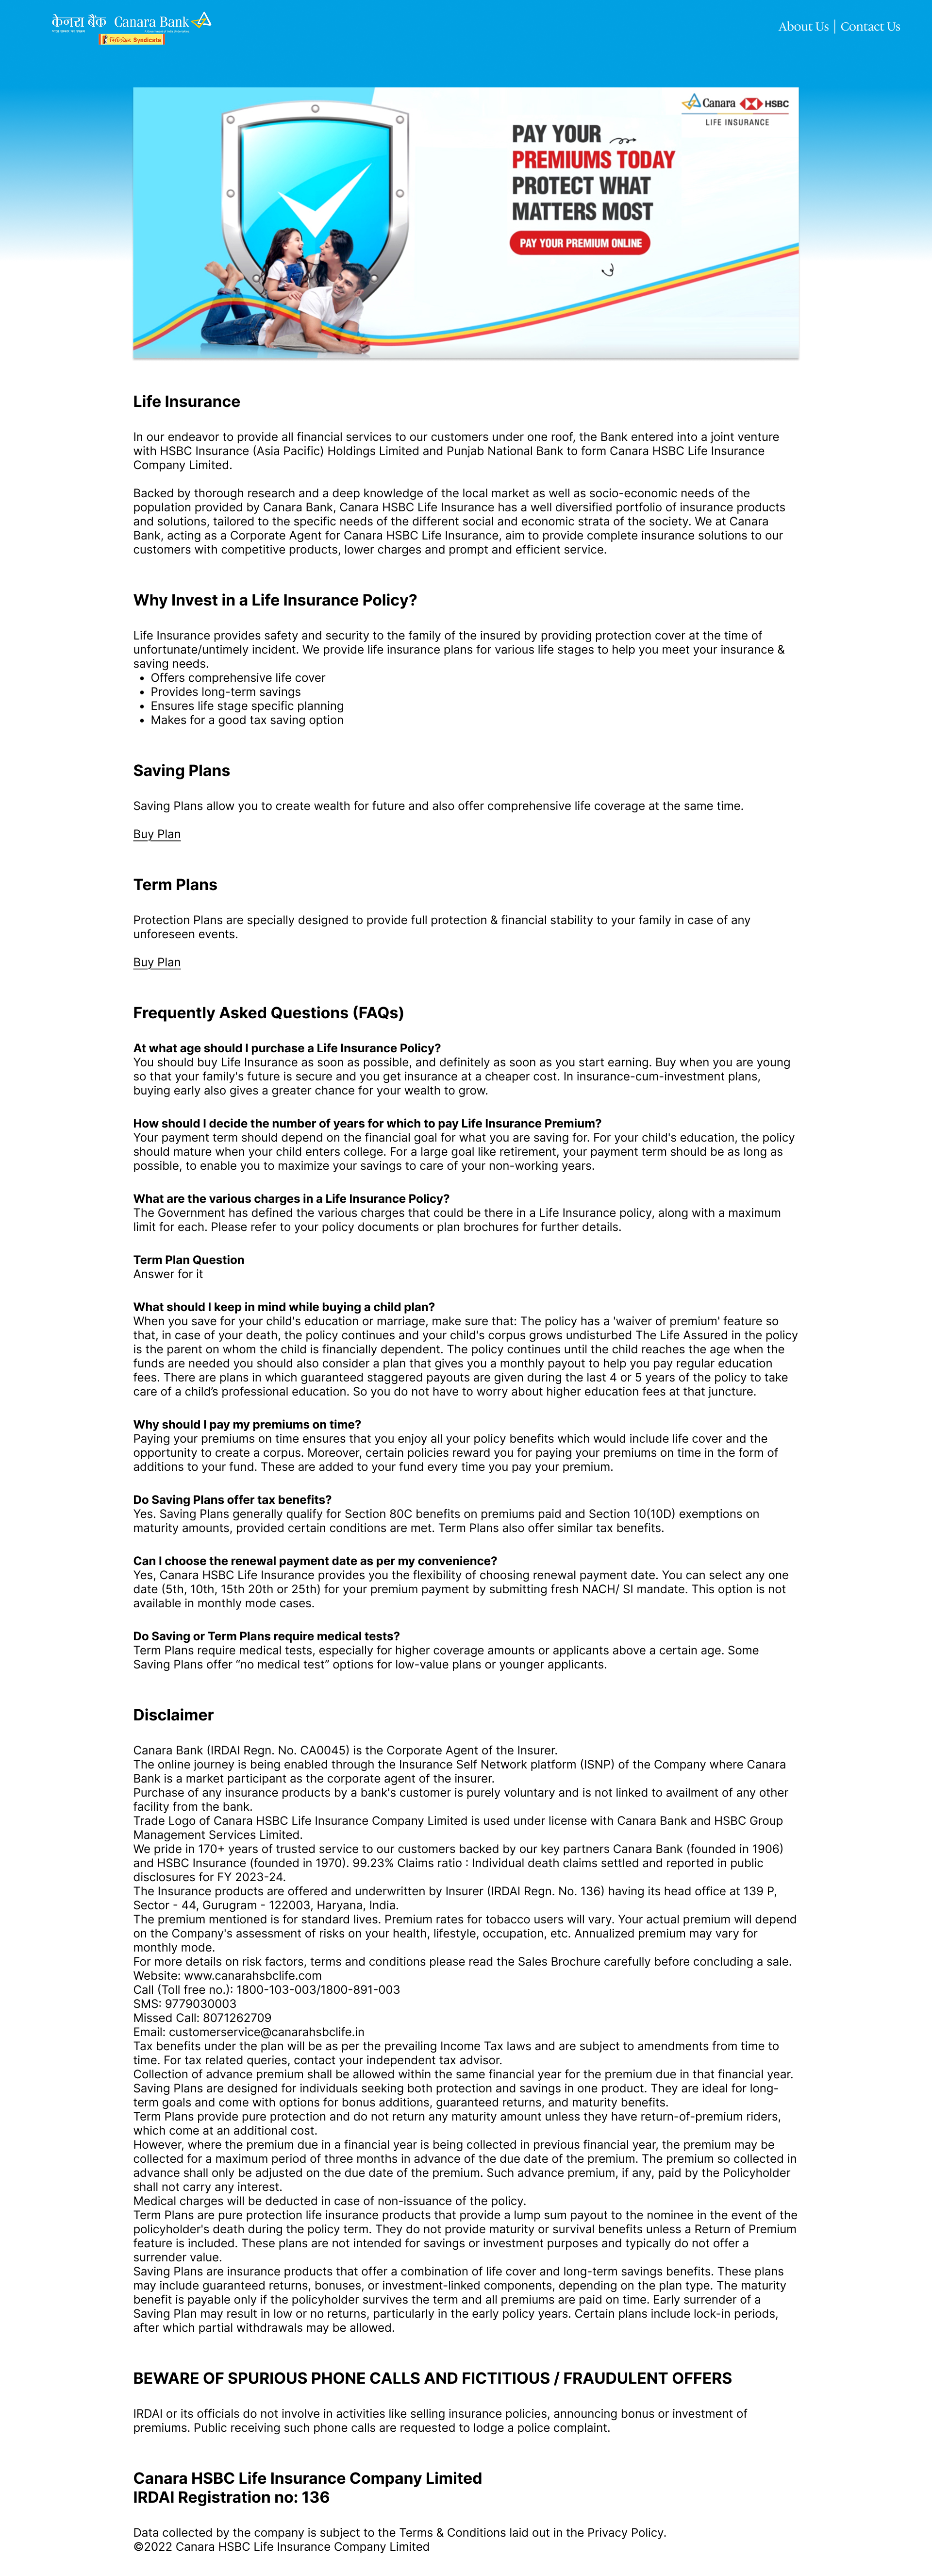 केनरा बैंक Canara Bank
सिंडिकेट Syndicate
About Us | Contact Us
Canara HSBC
LIFE INSURANCE
PAY YOUR
PREMIUMS TODAY
PROTECT WHAT
MATTERS MOST
PAY YOUR PREMIUM ONLINE
Life Insurance
In our endeavor to provide all financial services to our customers under one roof, the Bank entered into a joint venture
with HSBC Insurance (Asia Pacific) Holdings Limited and Punjab National Bank to form Canara HSBC Life Insurance
Company Limited.
Backed by thorough research and a deep knowledge of the local market as well as socio-economic needs of the
population provided by Canara Bank, Canara HSBC Life Insurance has a well diversified portfolio of insurance products
and solutions, tailored to the specific needs of the different social and economic strata of the society. We at Canara
Bank, acting as a Corporate Agent for Canara HSBC Life Insurance, aim to provide complete insurance solutions to our
customers with competitive products, lower charges and prompt and efficient service.
Why Invest in a Life Insurance Policy?
Life Insurance provides safety and security to the family of the insured by providing protection cover at the time of
unfortunate/untimely incident. We provide life insurance plans for various life stages to help you meet your insurance &
saving needs.
• Offers comprehensive life cover
• Provides long-term savings
• Ensures life stage specific planning
• Makes for a good tax saving option
Saving Plans
Saving Plans allow you to create wealth for future and also offer comprehensive life coverage at the same time.
Buy Plan
Term Plans
Protection Plans are specially designed to provide full protection & financial stability to your family in case of any
unforeseen events.
Buy Plan
Frequently Asked Questions (FAQs)
At what age should I purchase a Life Insurance Policy?
You should buy Life Insurance as soon as possible, and definitely as soon as you start earning. Buy when you are young
so that your family's future is secure and you get insurance at a cheaper cost. In insurance-cum-investment plans,
buying early also gives a greater chance for your wealth to grow.
How should I decide the number of years for which to pay Life Insurance Premium?
Your payment term should depend on the financial goal for what you are saving for. For your child's education, the policy
should mature when your child enters college. For a large goal like retirement, your payment term should be as long as
possible, to enable you to maximize your savings to care of your non-working years.
What are the various charges in a Life Insurance Policy?
The Government has defined the various charges that could be there in a Life Insurance policy, along with a maximum
limit for each. Please refer to your policy documents or plan brochures for further details.
Term Plan Question
Answer for it
What should I keep in mind while buying a child plan?
When you save for your child's education or marriage, make sure that: The policy has a 'waiver of premium' feature so
that, in case of your death, the policy continues and your child's corpus grows undisturbed The Life Assured in the policy
is the parent on whom the child is financially dependent. The policy continues until the child reaches the age when the
funds are needed you should also consider a plan that gives you a monthly payout to help you pay regular education
fees. There are plans in which guaranteed staggered payouts are given during the last 4 or 5 years of the policy to take
care of a child’s professional education. So you do not have to worry about higher education fees at that juncture.
Why should I pay my premiums on time?
Paying your premiums on time ensures that you enjoy all your policy benefits which would include life cover and the
opportunity to create a corpus. Moreover, certain policies reward you for paying your premiums on time in the form of
additions to your fund. These are added to your fund every time you pay your premium.
Do Saving Plans offer tax benefits?
Yes. Saving Plans generally qualify for Section 80C benefits on premiums paid and Section 10(10D) exemptions on
maturity amounts, provided certain conditions are met. Term Plans also offer similar tax benefits.
Can I choose the renewal payment date as per my convenience?
Yes, Canara HSBC Life Insurance provides you the flexibility of choosing renewal payment date. You can select any one
date (5th, 10th, 15th 20th or 25th) for your premium payment by submitting fresh NACH/ SI mandate. This option is not
available in monthly mode cases.
Do Saving or Term Plans require medical tests?
Term Plans require medical tests, especially for higher coverage amounts or applicants above a certain age. Some
Saving Plans offer “no medical test” options for low-value plans or younger applicants.
Disclaimer
Canara Bank (IRDAI Regn. No. CA0045) is the Corporate Agent of the Insurer.
The online journey is being enabled through the Insurance Self Network platform (ISNP) of the Company where Canara
Bank is a market participant as the corporate agent of the insurer.
Purchase of any insurance products by a bank's customer is purely voluntary and is not linked to availment of any other
facility from the bank.
Trade Logo of Canara HSBC Life Insurance Company Limited is used under license with Canara Bank and HSBC Group
Management Services Limited.
We pride in 170+ years of trusted service to our customers backed by our key partners Canara Bank (founded in 1906)
and HSBC Insurance (founded in 1970). 99.23% Claims ratio : Individual death claims settled and reported in public
disclosures for FY 2023-24.
The Insurance products are offered and underwritten by Insurer (IRDAI Regn. No. 136) having its head office at 139 P,
Sector - 44, Gurugram - 122003, Haryana, India.
The premium mentioned is for standard lives. Premium rates for tobacco users will vary. Your actual premium will depend
on the Company's assessment of risks on your health, lifestyle, occupation, etc. Annualized premium may vary for
monthly mode.
For more details on risk factors, terms and conditions please read the Sales Brochure carefully before concluding a sale.
Website: www.canarahsbclife.com
Call (Toll free no.): 1800-103-003/1800-891-003
SMS: 9779030003
Missed Call: 8071262709
Email: customerservice@canarahsbclife.in
Tax benefits under the plan will be as per the prevailing Income Tax laws and are subject to amendments from time to
time. For tax related queries, contact your independent tax advisor.
Collection of advance premium shall be allowed within the same financial year for the premium due in that financial year.
Saving Plans are designed for individuals seeking both protection and savings in one product. They are ideal for long-
term goals and come with options for bonus additions, guaranteed returns, and maturity benefits.
Term Plans provide pure protection and do not return any maturity amount unless they have return-of-premium riders,
which come at an additional cost.
However, where the premium due in a financial year is being collected in previous financial year, the premium may be
collected for a maximum period of three months in advance of the due date of the premium. The premium so collected in
advance shall only be adjusted on the due date of the premium. Such advance premium, if any, paid by the Policyholder
shall not carry any interest.
Medical charges will be deducted in case of non-issuance of the policy.
Term Plans are pure protection life insurance products that provide a lump sum payout to the nominee in the event of the
policyholder's death during the policy term. They do not provide maturity or survival benefits unless a Return of Premium
feature is included. These plans are not intended for savings or investment purposes and typically do not offer a
surrender value.
Saving Plans are insurance products that offer a combination of life cover and long-term savings benefits. These plans
may include guaranteed returns, bonuses, or investment-linked components, depending on the plan type. The maturity
benefit is payable only if the policyholder survives the term and all premiums are paid on time. Early surrender of a
Saving Plan may result in low or no returns, particularly in the early policy years. Certain plans include lock-in periods,
after which partial withdrawals may be allowed.
BEWARE OF SPURIOUS PHONE CALLS AND FICTITIOUS / FRAUDULENT OFFERS
IRDAI or its officials do not involve in activities like selling insurance policies, announcing bonus or investment of
premiums. Public receiving such phone calls are requested to lodge a police complaint.
Canara HSBC Life Insurance Company Limited
IRDAI Registration no: 136
Data collected by the company is subject to the Terms & Conditions laid out in the Privacy Policy.
©2022 Canara HSBC Life Insurance Company Limited